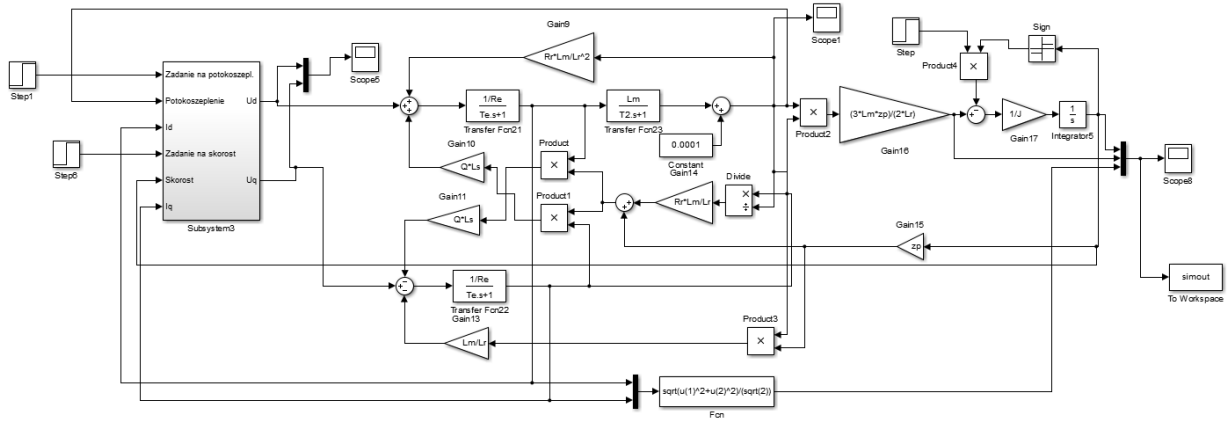 Step1
Step6
Zadanie na potokoszepl.
Potokoszeplenie
Id
Zadanie na skorost
Skorost
Iq
Ud
Uq
Subsystem3
Scope5
Gain9
Rr*Lm/Lr^2
1/Re
Te.s+1
Transfer Fcn21
Lm
T2.s+1
Transfer Fcn23
0.0001
Constant
Scope1
Product2
(3*Lm*zp)/(2*Lr)
Gain16
Step
Product4
Sign
1/J
Gain17
1
s
Integrator5
Scope8
simout
To Workspace
Gain10
Q*Ls
Gain11
Q*Ls
Product
Product1
Gain14
Rr*Lm/Lr
Divide
Gain15
zp
1/Re
Te.s+1
Transfer Fcn22
Gain13
Lm/Lr
Product3
sqrt(u(1)^2+u(2)^2)/(sqrt(2))
Fcn